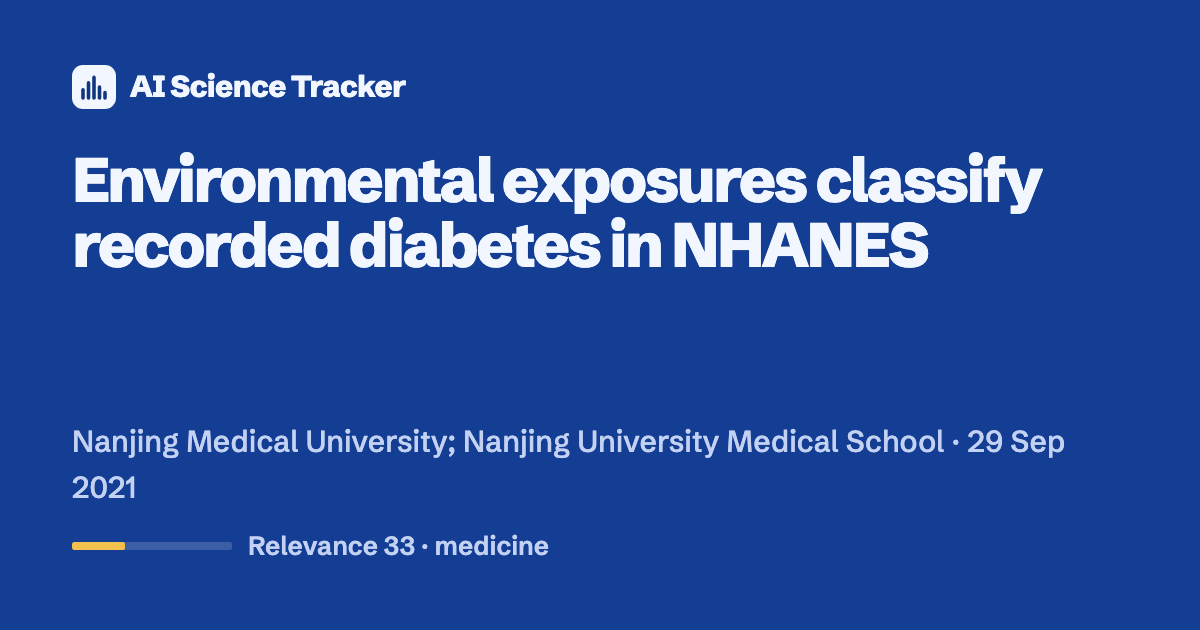 AI Science Tracker
Environmental exposures classify
recorded diabetes in NHANES
Nanjing Medical University; Nanjing University Medical School · 29 Sep
2021
Relevance 33 · medicine